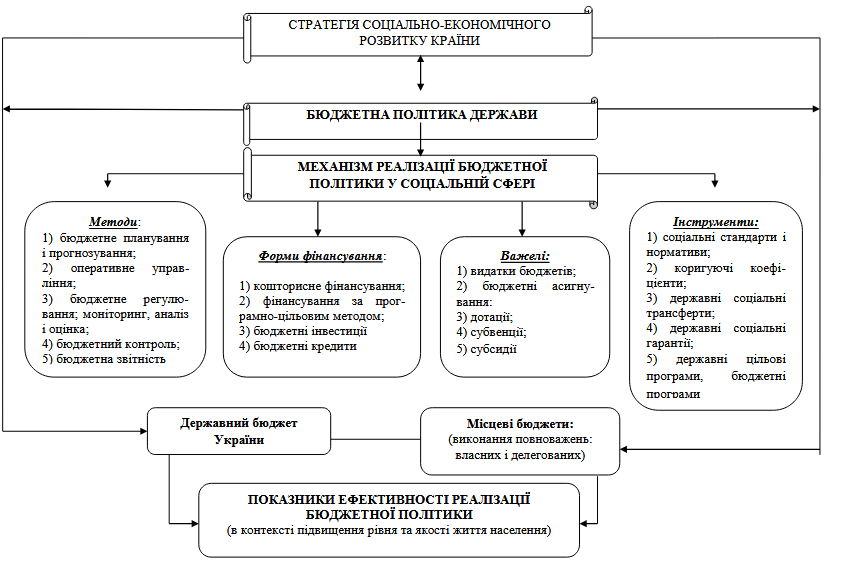 СТРАТЕГІЯ СОЦІАЛЬНО-ЕКОНОМІЧНОГО
РОЗВИТКУ КРАЇНИ
БЮДЖЕТНА ПОЛІТИКА ДЕРЖАВИ
МЕХАНІЗМ РЕАЛІЗАЦІЇ БЮДЖЕТНОЇ
ПОЛІТИКИ У СОЦІАЛЬНІЙ СФЕРІ
Методи:
1) бюджетне планування
і прогнозування;
2) оперативне управ-
ління;
3) бюджетне регулю-
вання; моніторинг, аналіз
і оцінка;
4) бюджетний контроль;
5) бюджетна звітність
Форми фінансування:
1) кошторисне фінансування;
2) фінансування за прог-
рамно-цільовим методом;
3) бюджетні інвестиції
4) бюджетні кредити
Важелі:
1) видатки бюджетів;
2) бюджетні асигну-
вання:
3) дотації;
4) субвенції;
5) субсидії
Інструменти:
1) соціальні стандарти і
нормативи;
2) коригуючі коефі-
цієнти;
3) державні соціальні
трансферти;
4) державні соціальні
гарантії;
5) державні цільові
програми, бюджетні
програми
Державний бюджет
України
Місцеві бюджети:
(виконання повноважень:
власних і делегованих)
ПОКАЗНИКИ ЕФЕКТИВНОСТІ РЕАЛІЗАЦІЇ
БЮДЖЕТНОЇ ПОЛІТИКИ
(в контексті підвищення рівня та якості життя населення)